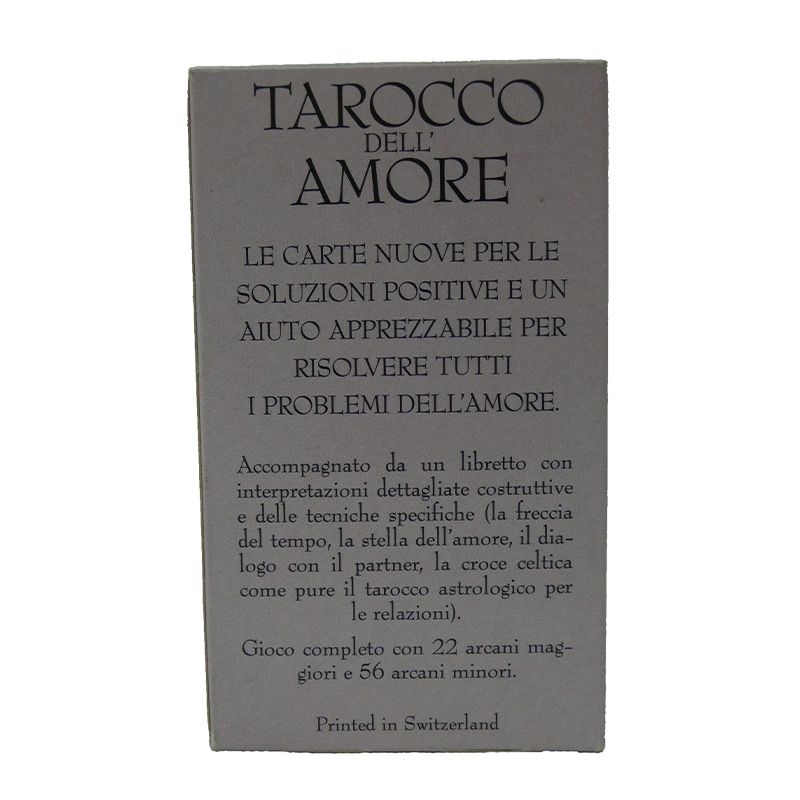 TAROCCO
DELL'
AMORE
LE CARTE NUOVE PER LE
SOLUZIONI POSITIVE E UN
AIUTO APPREZZABILE PER
RISOLVERE TUTTI
I PROBLEMI DELL'AMORE.
Accompagnato da un libretto con
interpretazioni dettagliate costruttive
e delle tecniche specifiche (la freccia
del tempo, la stella dell'amore, il dia-
logo con il partner, la croce celtica
come pure il tarocco astrologico per
le relazioni).
Gioco completo con 22 arcani mag-
giori e 56 arcani minori.
Printed in Switzerland